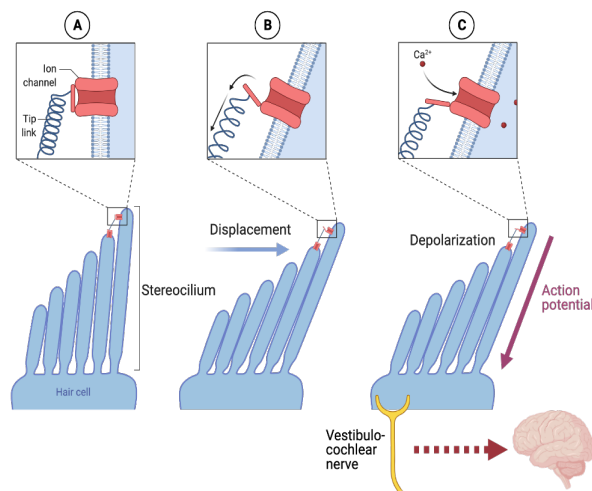 A
B
C
Ion
channel
Tip
link
Ca²⁺
Displacement
Depolarization
Stereocilium
Action
potential
Hair cell
Vestibulo-
cochlear
nerve